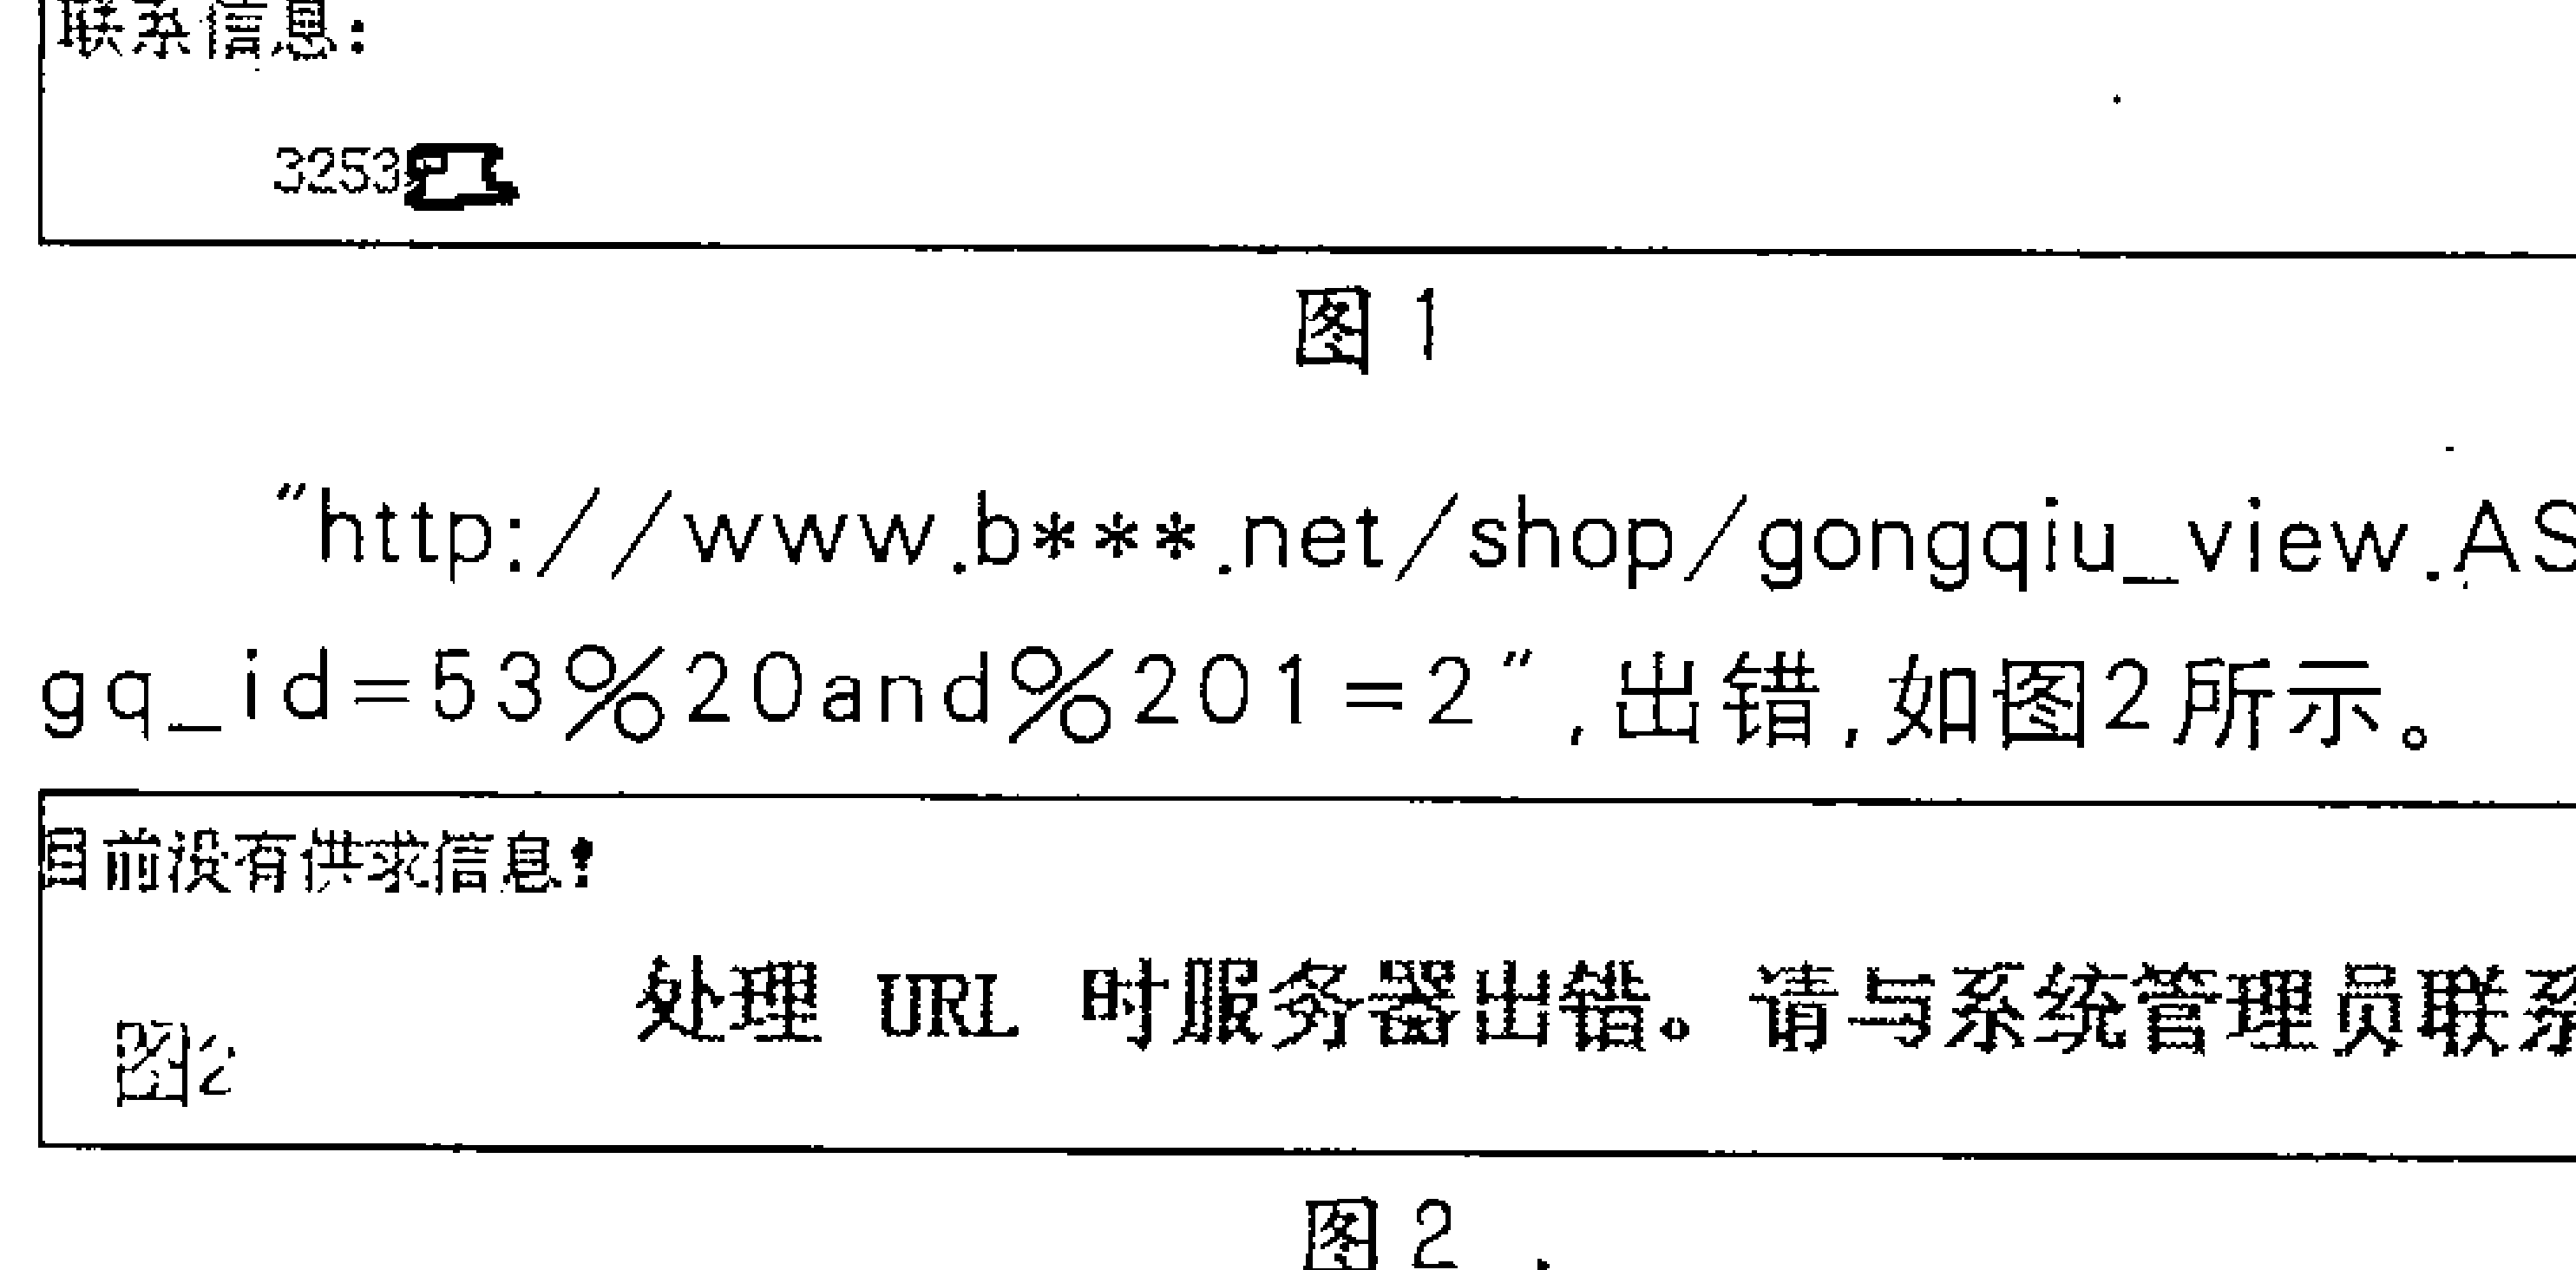 联系信息:
3253
图 1
"http://www.b***.net/shop/gongqiu_view.AS
gq_id=53%20and%201=2",出错,如图2所示。
目前没有供求信息!
处理 URL 时服务器出错。请与系统管理员联系
图2
图 2